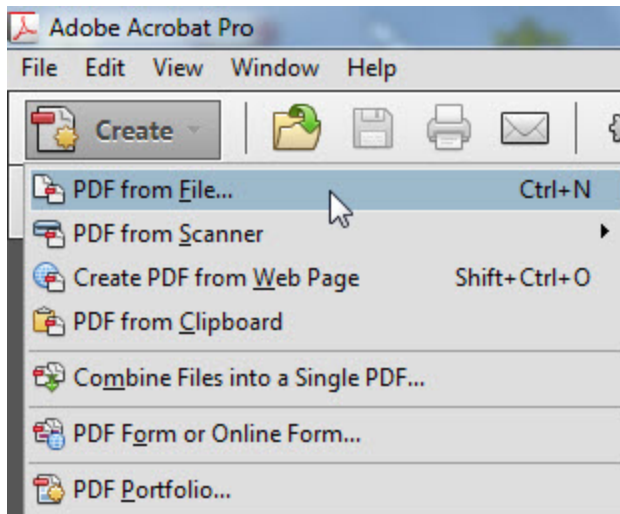 Adobe Acrobat Pro
File Edit View Window Help
Create
PDF from File... Ctrl+N
PDF from Scanner
Create PDF from Web Page Shift+Ctrl+O
PDF from Clipboard
Combine Files into a Single PDF...
PDF Form or Online Form...
PDF Portfolio...